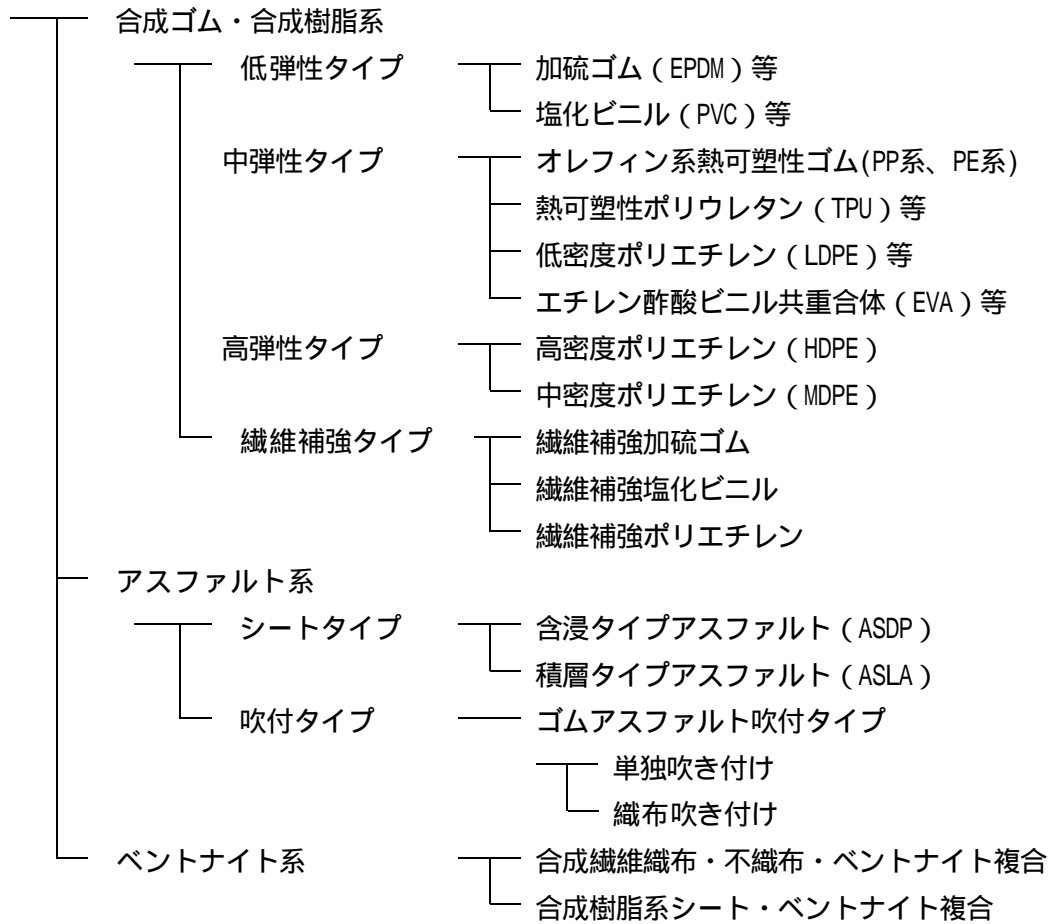 合成ゴム・合成樹脂系
低弾性タイプ 加硫ゴム（EPDM）等
塩化ビニル（PVC）等
中弾性タイプ オレフィン系熱可塑性ゴム(PP系、PE系)
熱可塑性ポリウレタン（TPU）等
低密度ポリエチレン（LDPE）等
エチレン酢酸ビニル共重合体（EVA）等
高弾性タイプ 高密度ポリエチレン（HDPE）
中密度ポリエチレン（MDPE）
繊維補強タイプ 繊維補強加硫ゴム
繊維補強塩化ビニル
繊維補強ポリエチレン
アスファルト系
シートタイプ 含浸タイプアスファルト（ASDP）
積層タイプアスファルト（ASLA）
吹付タイプ ゴムアスファルト吹付タイプ
単独吹き付け
織布吹き付け
ベントナイト系 合成繊維織布・不織布・ベントナイト複合
合成樹脂系シート・ベントナイト複合